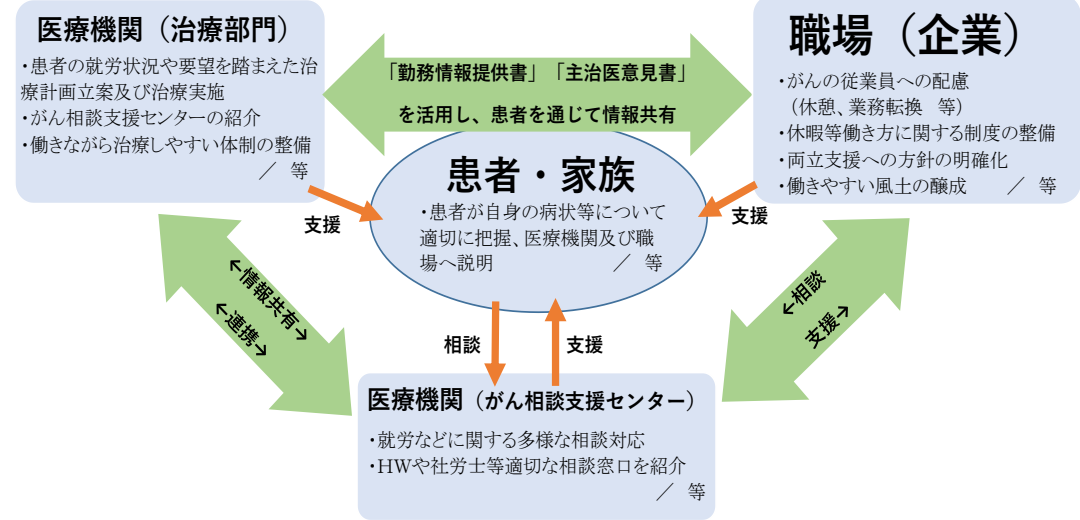 医療機関（治療部門）
・患者の就労状況や要望を踏まえた治
療計画立案及び治療実施
・がん相談支援センターの紹介
・働きながら治療しやすい体制の整備
／　等
「勤務情報提供書」「主治医意見書」
を活用し、患者を通じて情報共有
職場（企業）
・がんの従業員への配慮
（休憩、業務転換　等）
・休暇等働き方に関する制度の整備
・両立支援への方針の明確化
・働きやすい風土の醸成　　／　等
患者・家族
・患者が自身の病状等について
適切に把握、医療機関及び職
場へ説明　　　　　　／　等
支援
支援
←情報共有→
←連携→
←相談
支援→
相談
支援
医療機関（がん相談支援センター）
・就労などに関する多様な相談対応
・HWや社労士等適切な相談窓口を紹介
／　等